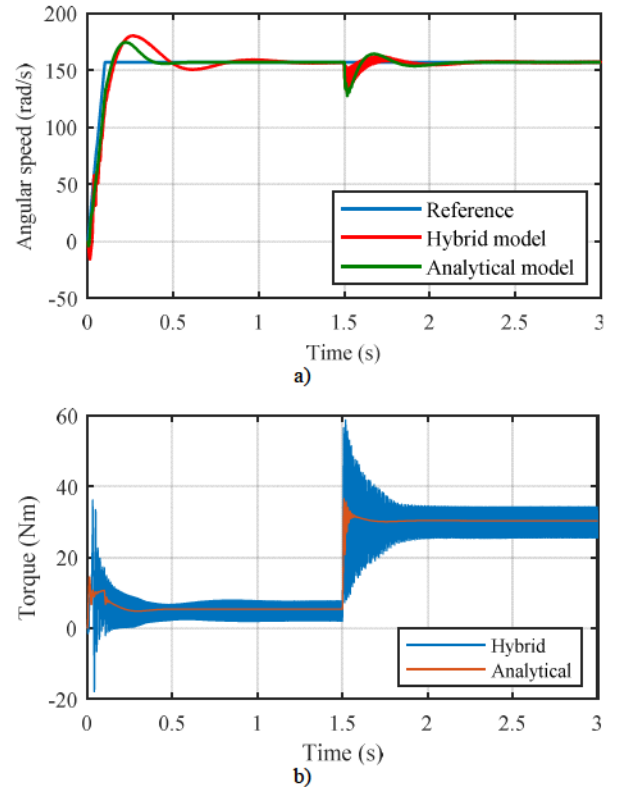 200
150
100
50
0
-50
Angular speed (rad/s)
Reference
Hybrid model
Analytical model
0 0.5 1 1.5 2 2.5 3
Time (s)
a)
60
40
20
0
-20
Torque (Nm)
Hybrid
Analytical
0 0.5 1 1.5 2 2.5 3
Time (s)
b)